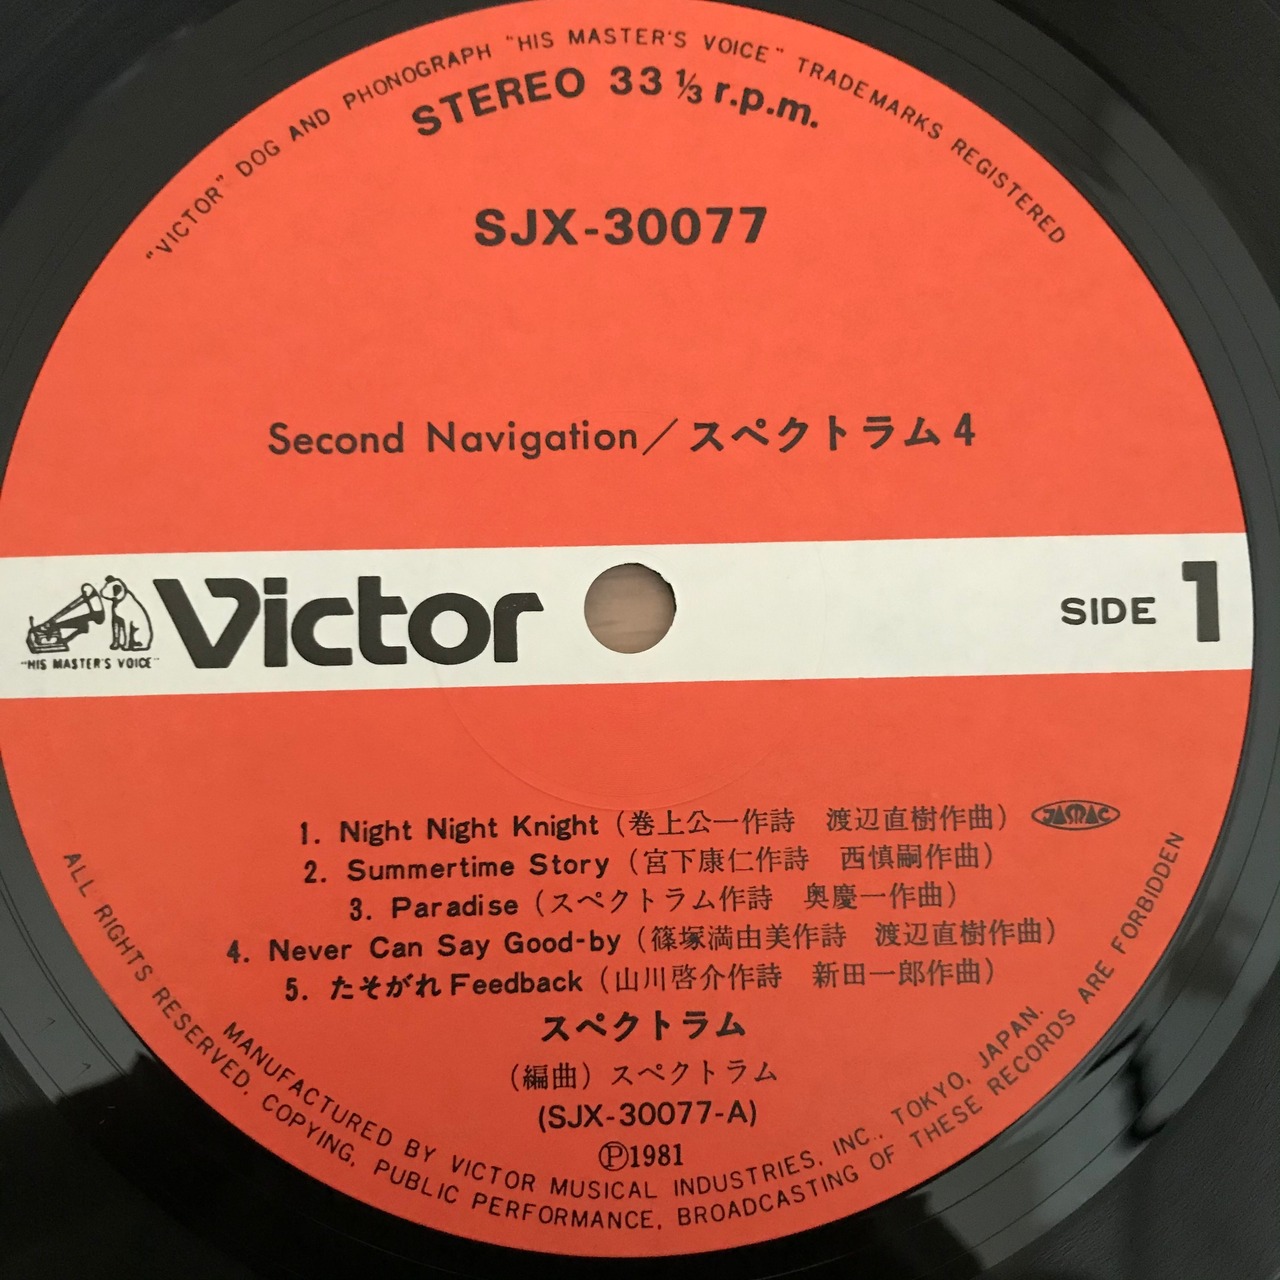 "VICTOR" DOG AND PHONOGRAPH "HIS MASTER'S VOICE" TRADEMARKS REGISTERED
STEREO 33 1/3 r.p.m.
SJX-30077
Second Navigation／スペクトラム4
"HIS MASTER'S VOICE"
Victor
SIDE 1
1. Night Night Knight（巻上公一作詩　渡辺直樹作曲）JASRAC
2. Summertime Story（宮下康仁作詩　西慎嗣作曲）
3. Paradise（スペクトラム作詩　奥慶一作曲）
4. Never Can Say Good-by（篠塚満由美作詩　渡辺直樹作曲）
5. たそがれFeedback（山川啓介作詩　新田一郎作曲）
スペクトラム
（編曲）スペクトラム
(SJX-30077-A)
Ⓟ1981
MANUFACTURED BY VICTOR MUSICAL INDUSTRIES, INC., TOKYO, JAPAN.
ALL RIGHTS RESERVED. COPYING, PUBLIC PERFORMANCE, BROADCASTING OF THESE RECORDS ARE FORBIDDEN